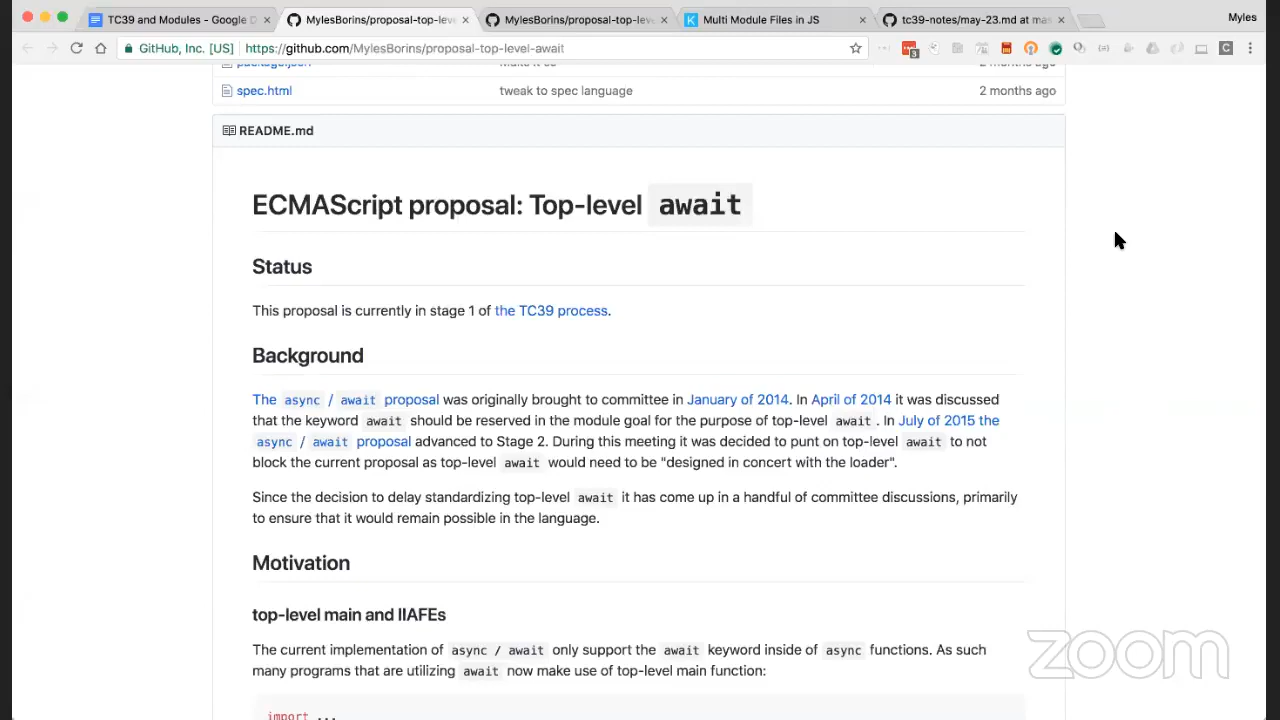 TC39 and Modules - Google D
MylesBorins/proposal-top-leve
MylesBorins/proposal-top-leve
Multi Module Files in JS
tc39-notes/may-23.md at mas
Myles
GitHub, Inc. [US] | https://github.com/MylesBorins/proposal-top-level-await
package.json Make it so 2 months ago
spec.html tweak to spec language 2 months ago
README.md
ECMAScript proposal: Top-level await
Status
This proposal is currently in stage 1 of the TC39 process.
Background
The async / await proposal was originally brought to committee in January of 2014. In April of 2014 it was discussed
that the keyword await should be reserved in the module goal for the purpose of top-level await . In July of 2015 the
async / await proposal advanced to Stage 2. During this meeting it was decided to punt on top-level await to not
block the current proposal as top-level await would need to be "designed in concert with the loader".
Since the decision to delay standardizing top-level await it has come up in a handful of committee discussions, primarily
to ensure that it would remain possible in the language.
Motivation
top-level main and IIAFEs
The current implementation of async / await only support the await keyword inside of async functions. As such
many programs that are utilizing await now make use of top-level main function:
import ...
zoom